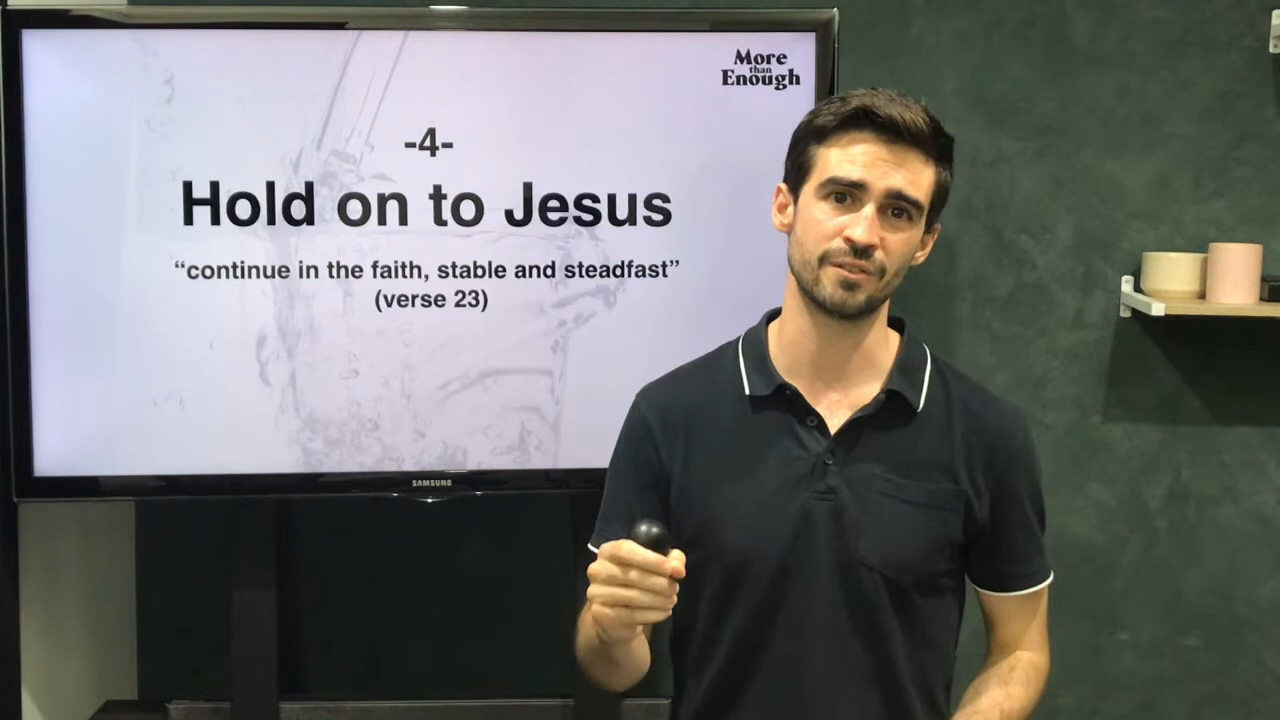 More
than
Enough
-4-
Hold on to Jesus
“continue in the faith, stable and steadfast”
(verse 23)
SAMSUNG